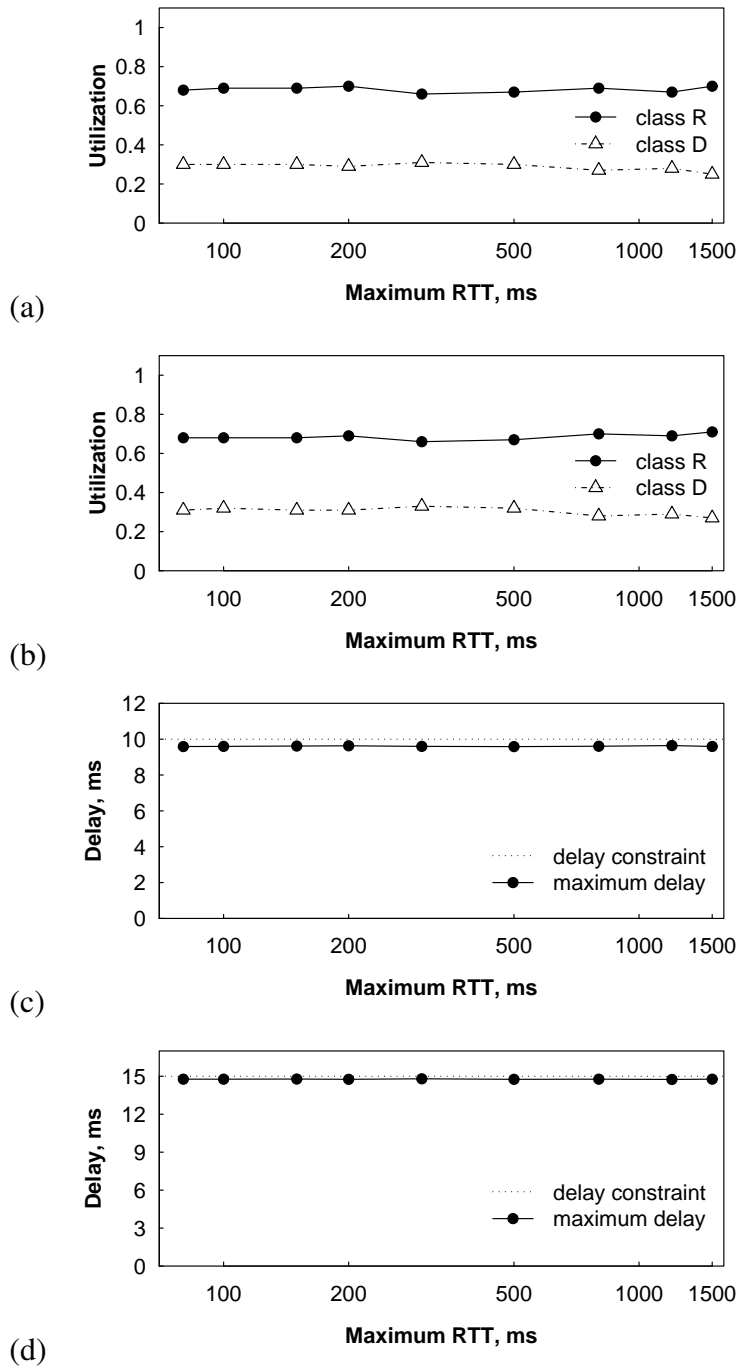 1
0.8
0.6
0.4
0.2
0
Utilization
class R
class D
100 200 500 1000 1500
Maximum RTT, ms
(a)
1
0.8
0.6
0.4
0.2
0
Utilization
class R
class D
100 200 500 1000 1500
Maximum RTT, ms
(b)
12
10
8
6
4
2
0
Delay, ms
delay constraint
maximum delay
100 200 500 1000 1500
Maximum RTT, ms
(c)
15
12
9
6
3
0
Delay, ms
delay constraint
maximum delay
100 200 500 1000 1500
Maximum RTT, ms
(d)